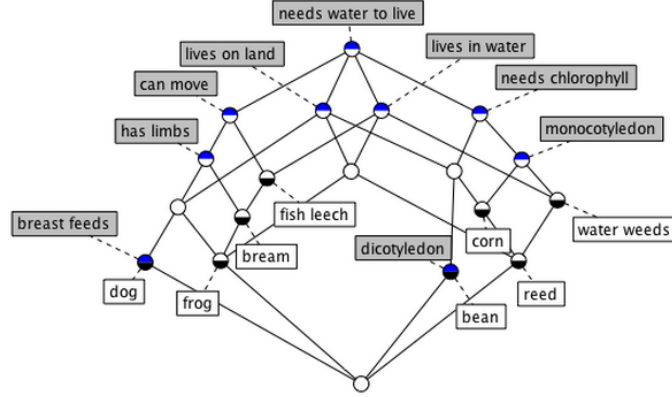 needs water to live
lives on land
lives in water
can move
needs chlorophyll
has limbs
monocotyledon
fish leech
breast feeds
water weeds
corn
dicotyledon
bream
dog
frog
reed
bean